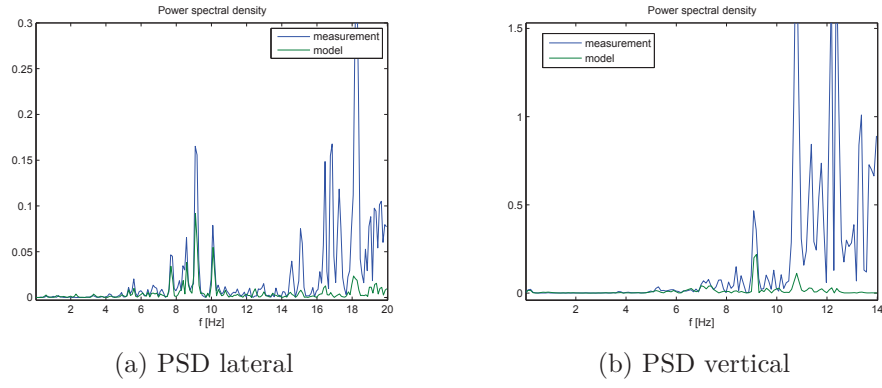 Power spectral density
0.3
0.25
0.2
0.15
0.1
0.05
0
2 4 6 8 10 12 14 16 18 20
f [Hz]
measurement
model
(a) PSD lateral
Power spectral density
1.5
1
0.5
0
2 4 6 8 10 12 14
f [Hz]
measurement
model
(b) PSD vertical